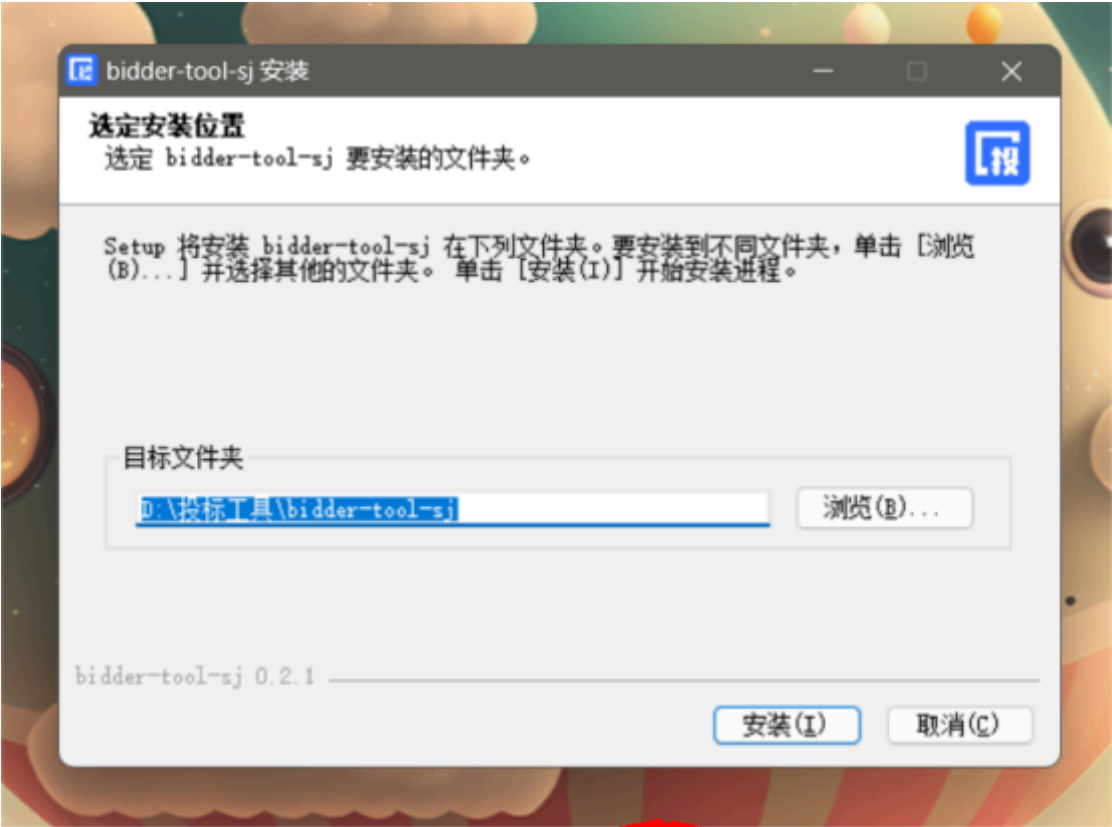 bidder-tool-sj 安装
选定安装位置
选定 bidder-tool-sj 要安装的文件夹。
投
Setup 将安装 bidder-tool-sj 在下列文件夹。要安装到不同文件夹，单击 [浏览
(B)...] 并选择其他的文件夹。 单击 [安装(I)] 开始安装进程。
目标文件夹
D:\投标工具\bidder-tool-sj
浏览(B)...
bidder-tool-sj 0.2.1
安装(I)
取消(C)